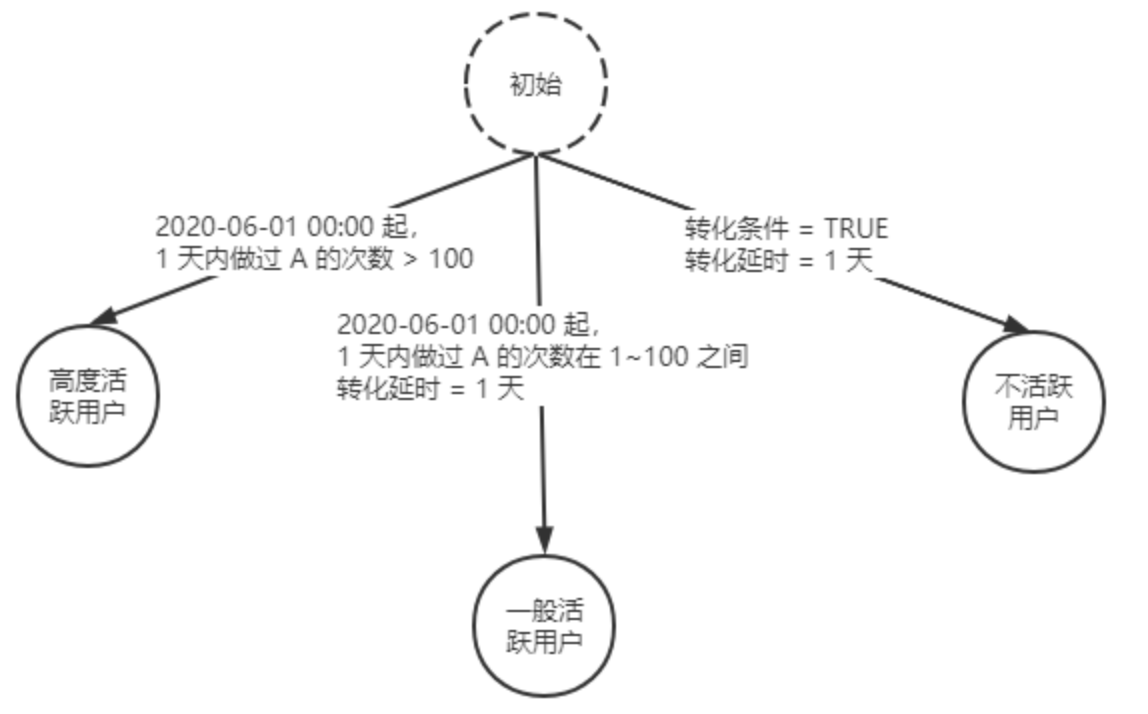 初始
2020-06-01 00:00 起，
1 天内做过 A 的次数 > 100
转化条件 = TRUE
转化延时 = 1 天
2020-06-01 00:00 起，
1 天内做过 A 的次数在 1~100 之间
转化延时 = 1 天
高度活
跃用户
不活跃
用户
一般活
跃用户